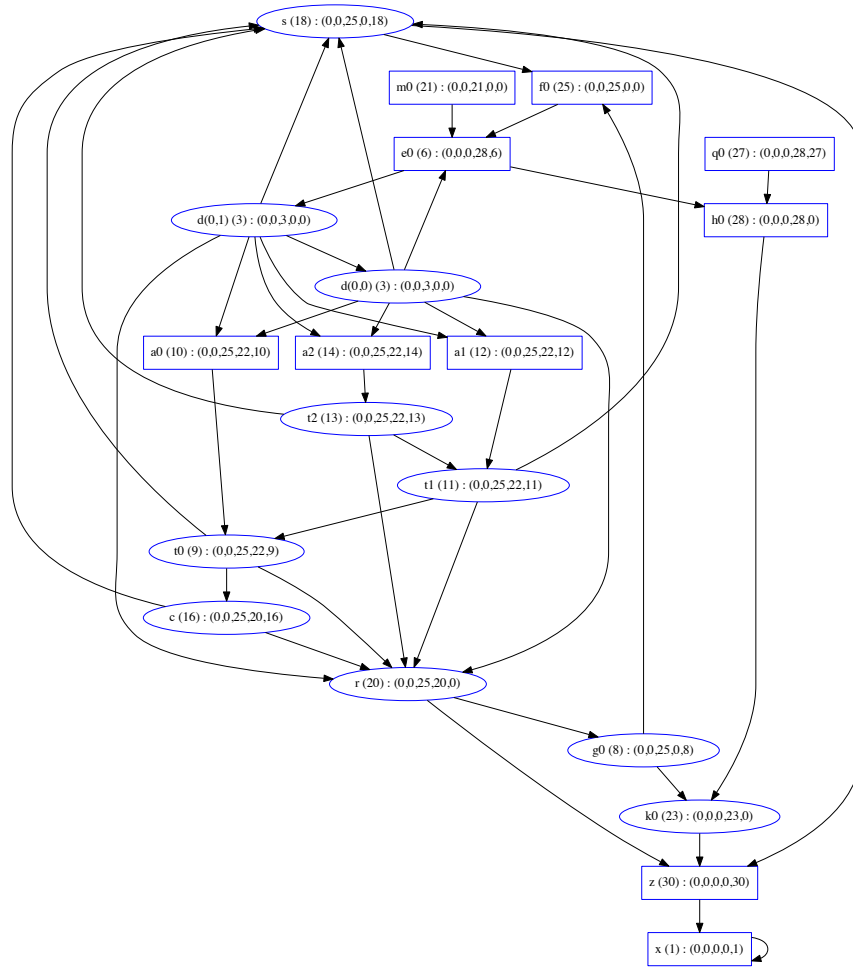 s (18) : (0,0,25,0,18)
m0 (21) : (0,0,21,0,0)
f0 (25) : (0,0,25,0,0)
e0 (6) : (0,0,0,28,6)
q0 (27) : (0,0,0,28,27)
d(0,1) (3) : (0,0,3,0,0)
h0 (28) : (0,0,0,28,0)
d(0,0) (3) : (0,0,3,0,0)
a0 (10) : (0,0,25,22,10)
a2 (14) : (0,0,25,22,14)
a1 (12) : (0,0,25,22,12)
t2 (13) : (0,0,25,22,13)
t1 (11) : (0,0,25,22,11)
t0 (9) : (0,0,25,22,9)
c (16) : (0,0,25,20,16)
r (20) : (0,0,25,20,0)
g0 (8) : (0,0,25,0,8)
k0 (23) : (0,0,0,23,0)
z (30) : (0,0,0,0,30)
x (1) : (0,0,0,0,1)